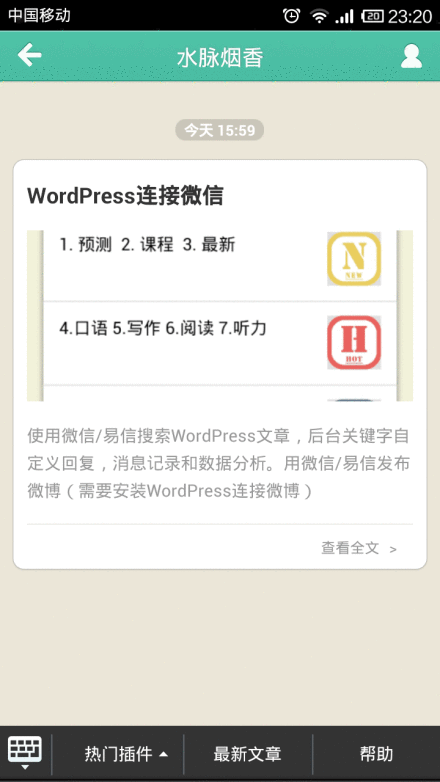 中国移动 20 23:20
水脉烟香
今天 15:59
WordPress连接微信
1. 预测 2. 课程 3. 最新
N
NEW
4.口语 5.写作 6.阅读 7.听力
H
HOT
使用微信/易信搜索WordPress文章，后台关键字自
定义回复，消息记录和数据分析。用微信/易信发布
微博（需要安装WordPress连接微博）
查看全文 >
热门插件 最新文章 帮助